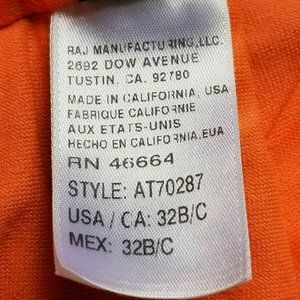 RAJ MANUFACTURING, LLC.
2692 DOW AVENUE
TUSTIN, CA. 92780
MADE IN CALIFORNIA, USA
FABRIQUE CALIFORNIE
AUX ETATS-UNIS
HECHO EN CALIFORNIA, EUA
RN 46664
STYLE: AT70287
USA / CA: 32B/C
MEX: 32B/C